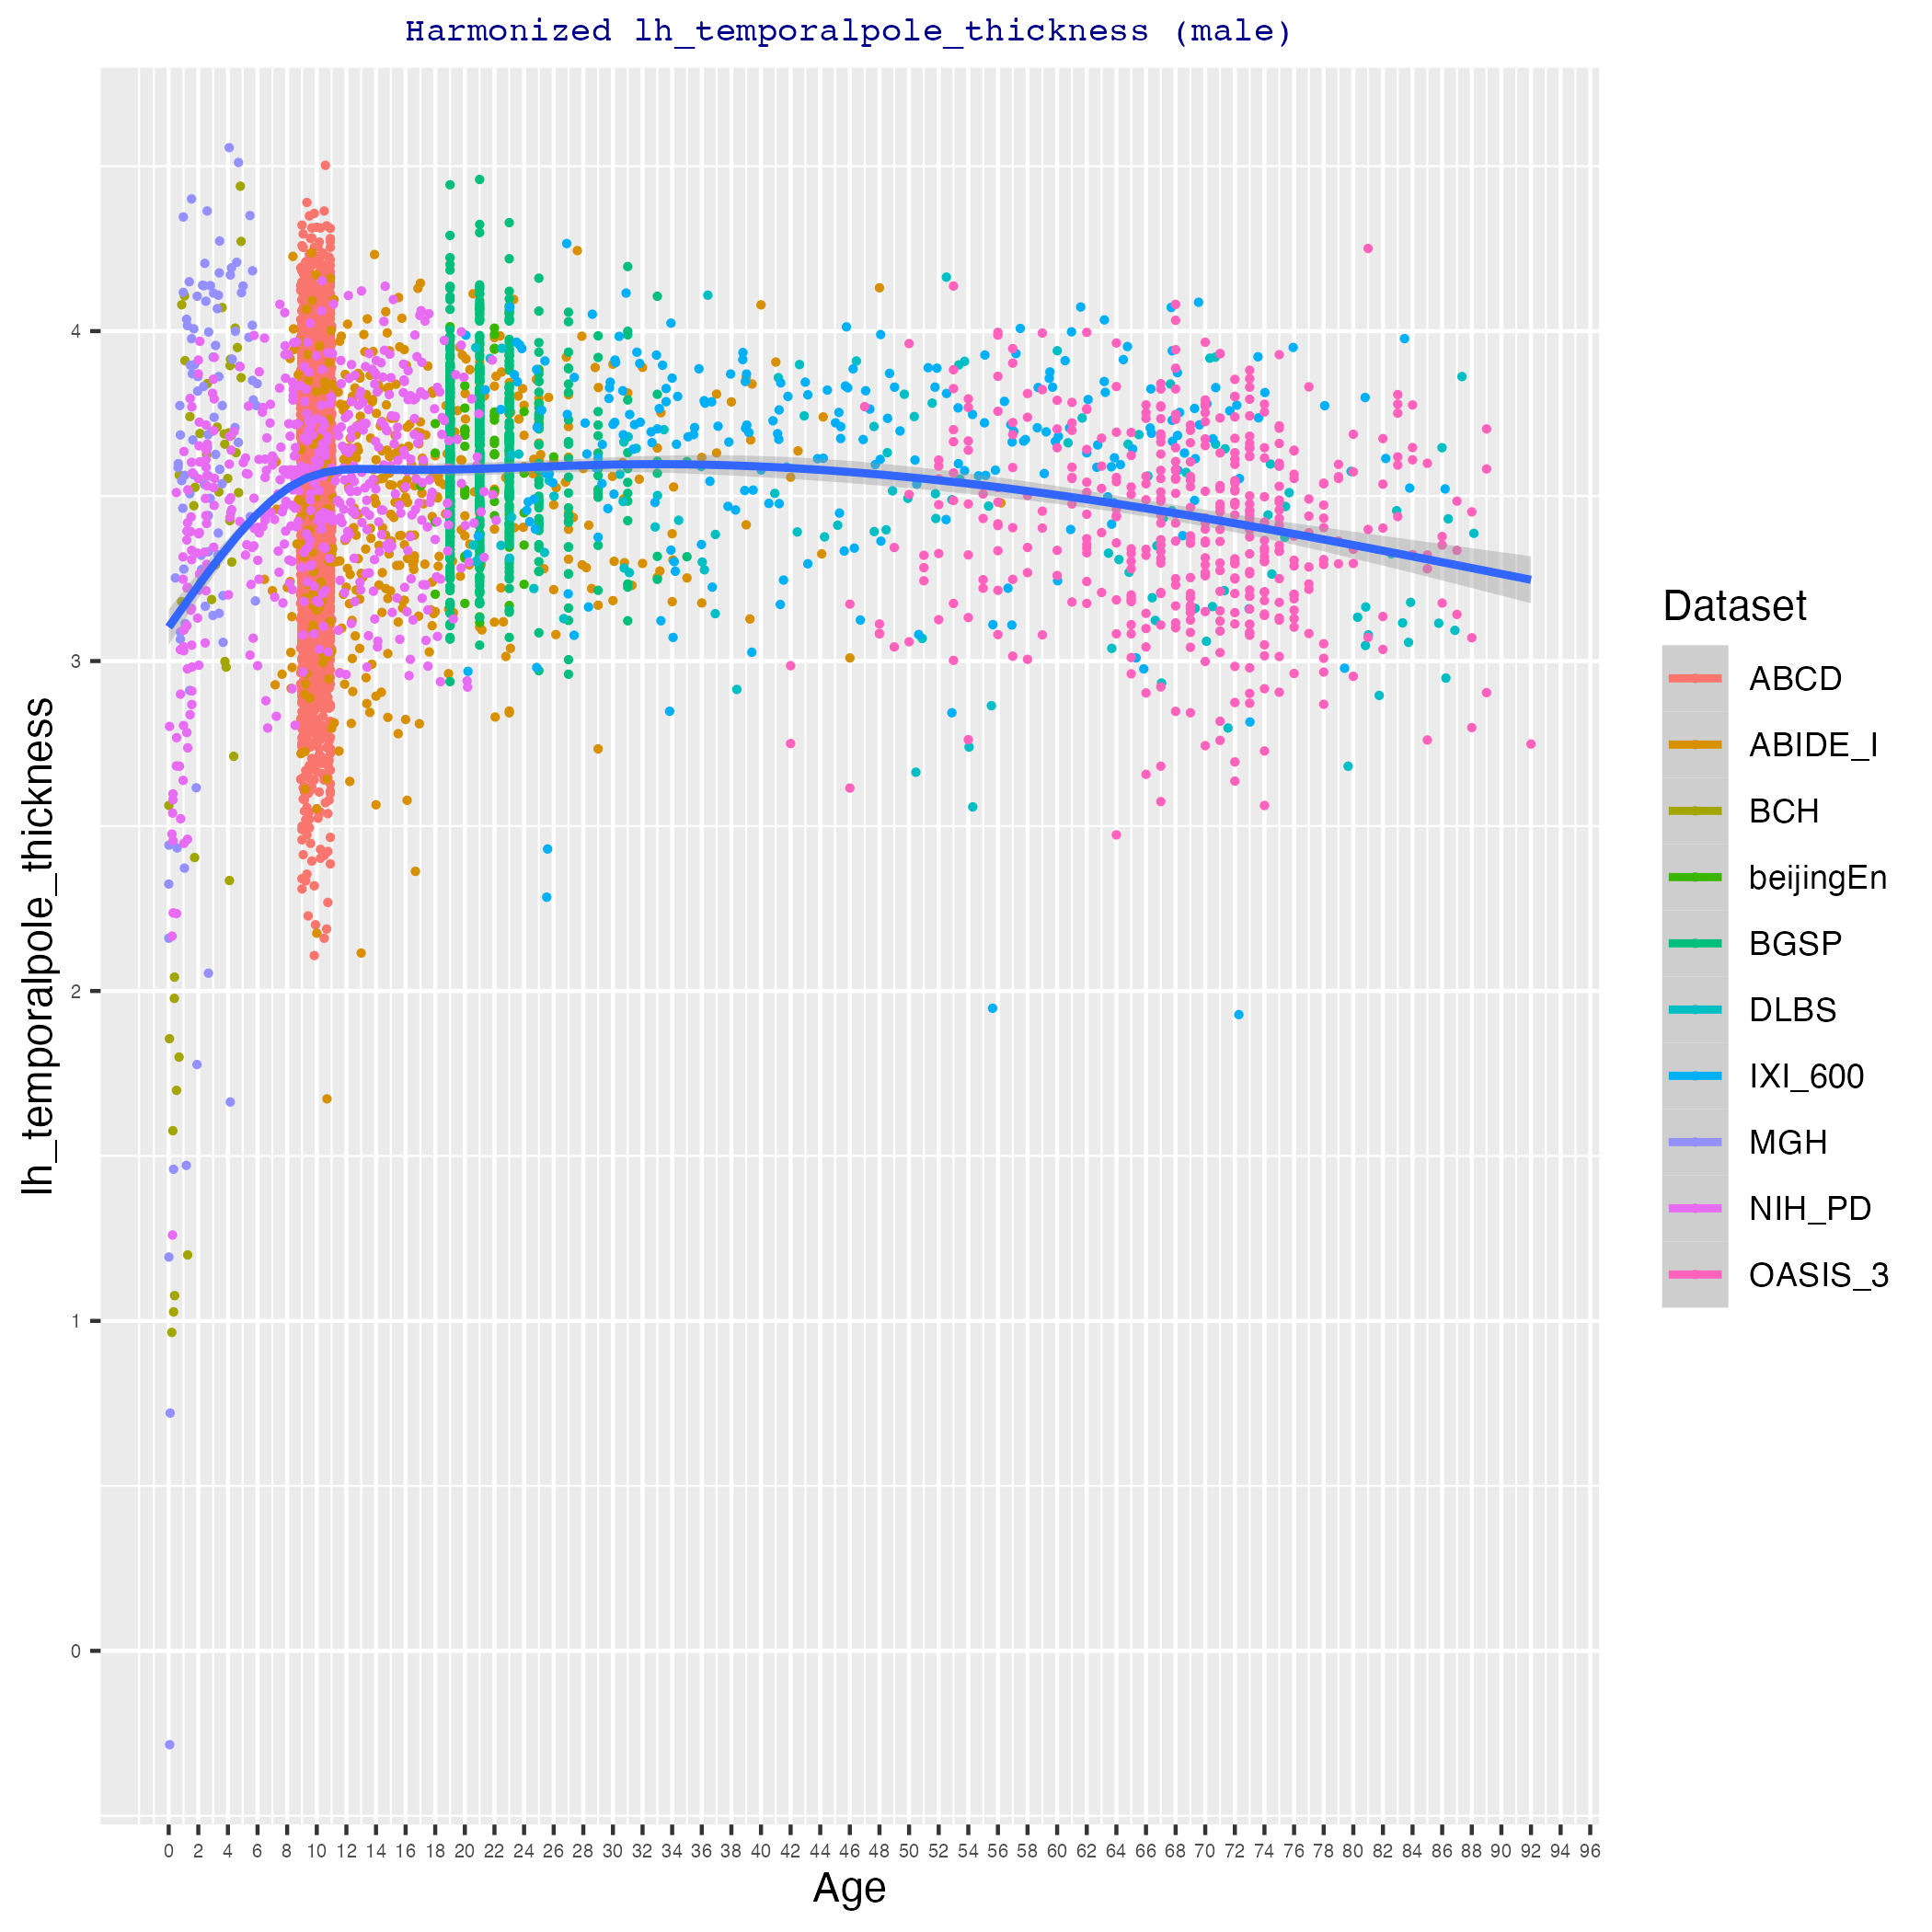 Harmonized lh_temporalpole_thickness (male)
lh_temporalpole_thickness
4
3
2
1
0
0 2 4 6 8 10 12 14 16 18 20 22 24 26 28 30 32 34 36 38 40 42 44 46 48 50 52 54 56 58 60 62 64 66 68 70 72 74 76 78 80 82 84 86 88 90 92 94 96
Age
Dataset
ABCD
ABIDE_I
BCH
beijingEn
BGSP
DLBS
IXI_600
MGH
NIH_PD
OASIS_3